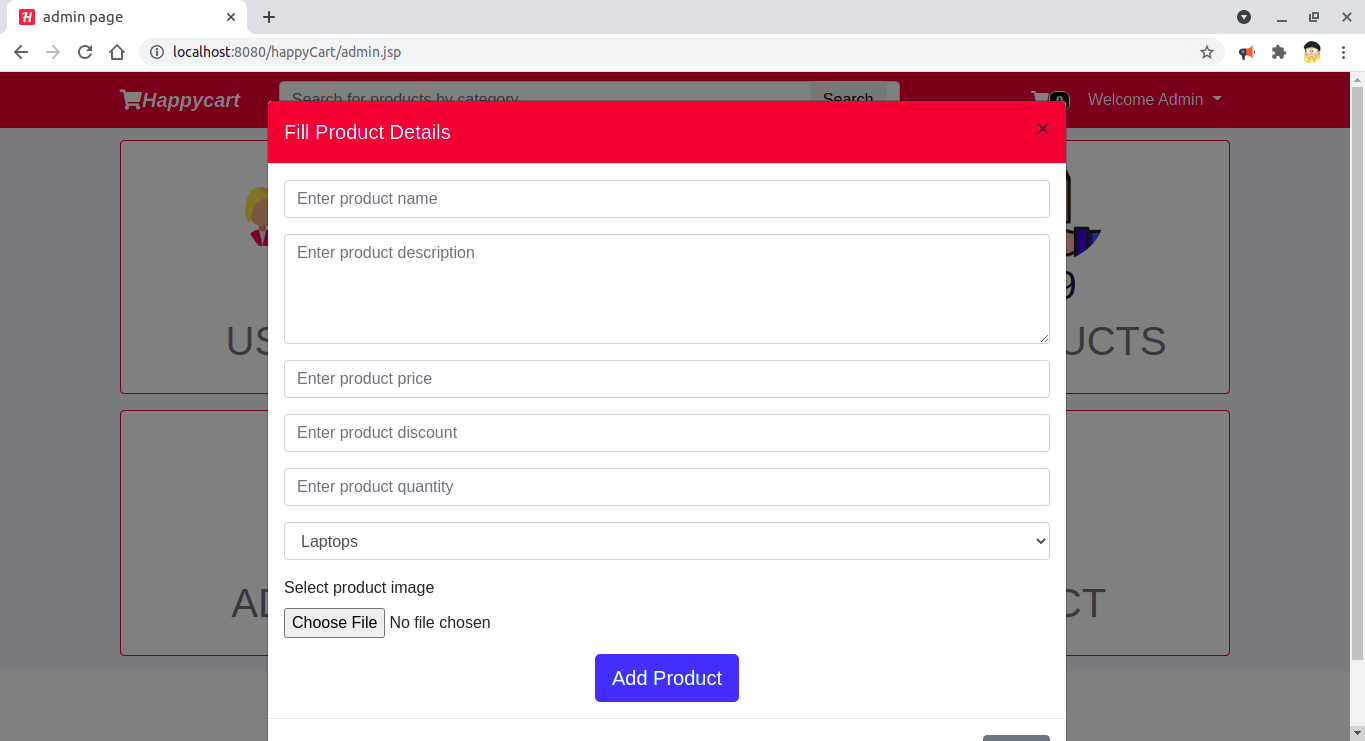 admin page
localhost:8080/happyCart/admin.jsp
Happycart
Search for products by category
Search
0
Welcome Admin
Fill Product Details
×
Enter product name
Enter product description
9
US
UCTS
Enter product price
Enter product discount
Enter product quantity
Laptops
Select product image
AD
CT
Choose File No file chosen
Add Product